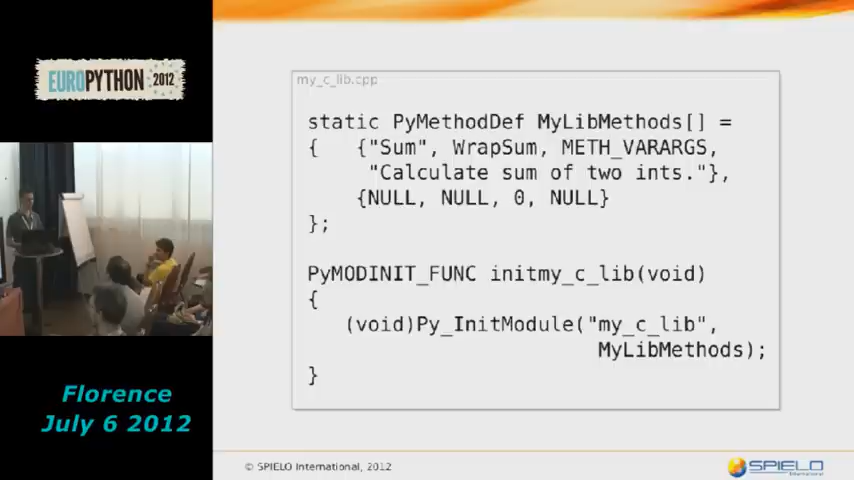 EUROPYTHON 2012
Florence
July 6 2012
my_c_lib.cpp
static PyMethodDef MyLibMethods[] =
{ {"Sum", WrapSum, METH_VARARGS,
"Calculate sum of two ints."},
{NULL, NULL, 0, NULL}
};
PyMODINIT_FUNC initmy_c_lib(void)
{
(void)Py_InitModule("my_c_lib",
MyLibMethods);
}
© SPIELO International, 2012
SPIELO
International